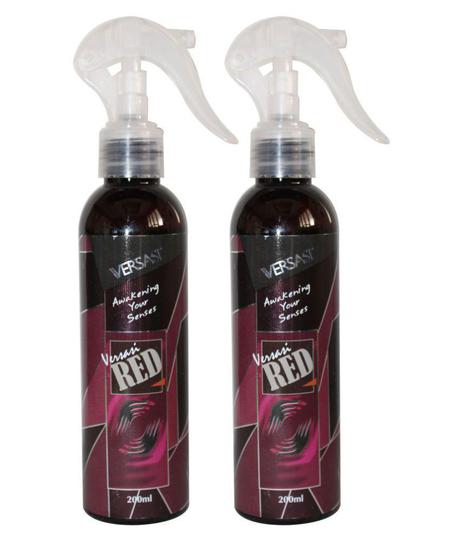 VERSASI
Awakening
Your
Senses
Versasi
RED
200ml
VERSASI
Awakening
Your
Senses
Versasi
RED
200ml